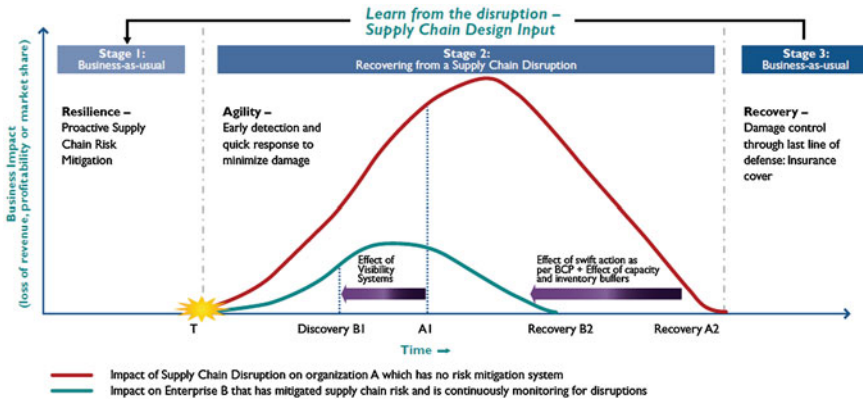 Learn from the disruption –
Supply Chain Design Input
Stage 1:
Business-as-usual
Stage 2:
Recovering from a Supply Chain Disruption
Stage 3:
Business-as-usual
Resilience –
Proactive Supply
Chain Risk
Mitigation
Agility –
Early detection and
quick response to
minimize damage
Recovery –
Damage control
through last line of
defense: Insurance
cover
Business Impact
(loss of revenue, profitability or market share)
Effect of
Visibility
Systems
Effect of swift action as
per BCP + Effect of capacity
and inventory buffers
T
Discovery B1
A1
Recovery B2
Recovery A2
Time →
Impact of Supply Chain Disruption on organization A which has no risk mitigation system
Impact on Enterprise B that has mitigated supply chain risk and is continuously monitoring for disruptions